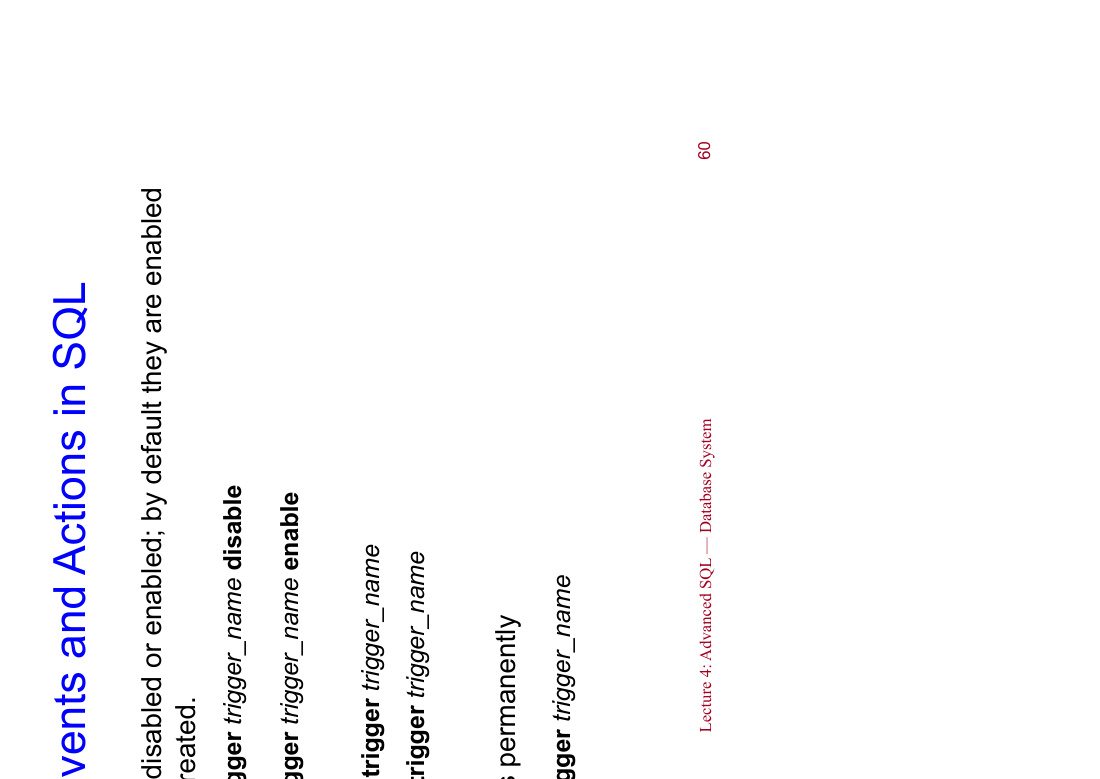 vents and Actions in SQL
disabled or enabled; by default they are enabled
reated.
gger trigger_name disable
gger trigger_name enable
trigger trigger_name
trigger trigger_name
s permanently
gger trigger_name
Lecture 4: Advanced SQL — Database System
60